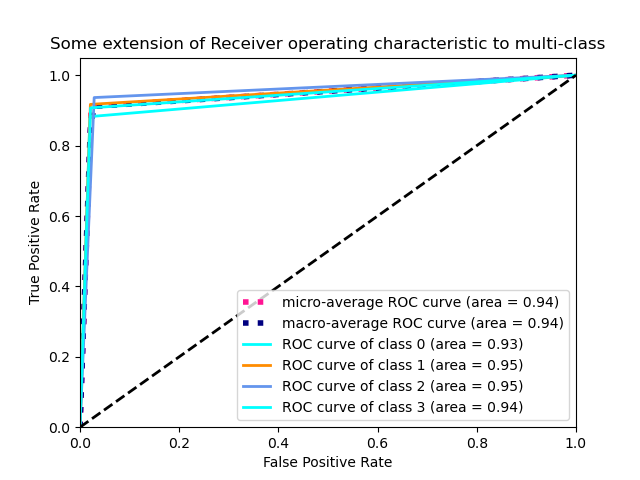 Some extension of Receiver operating characteristic to multi-class
1.0
0.8
0.6
0.4
0.2
0.0
True Positive Rate
micro-average ROC curve (area = 0.94)
macro-average ROC curve (area = 0.94)
ROC curve of class 0 (area = 0.93)
ROC curve of class 1 (area = 0.95)
ROC curve of class 2 (area = 0.95)
ROC curve of class 3 (area = 0.94)
0.0 0.2 0.4 0.6 0.8 1.0
False Positive Rate